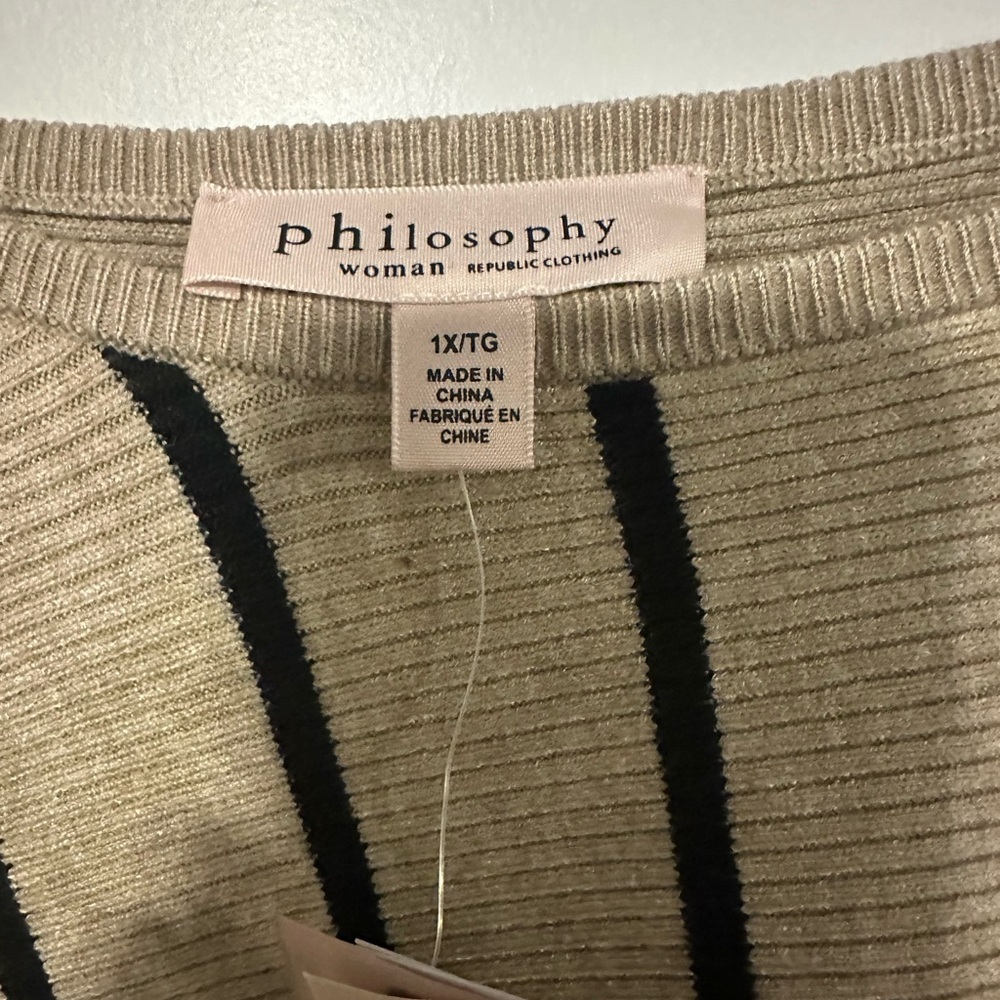 philosophy
woman REPUBLIC CLOTHING
1X/TG
MADE IN
CHINA
FABRIQUÉ EN
CHINE